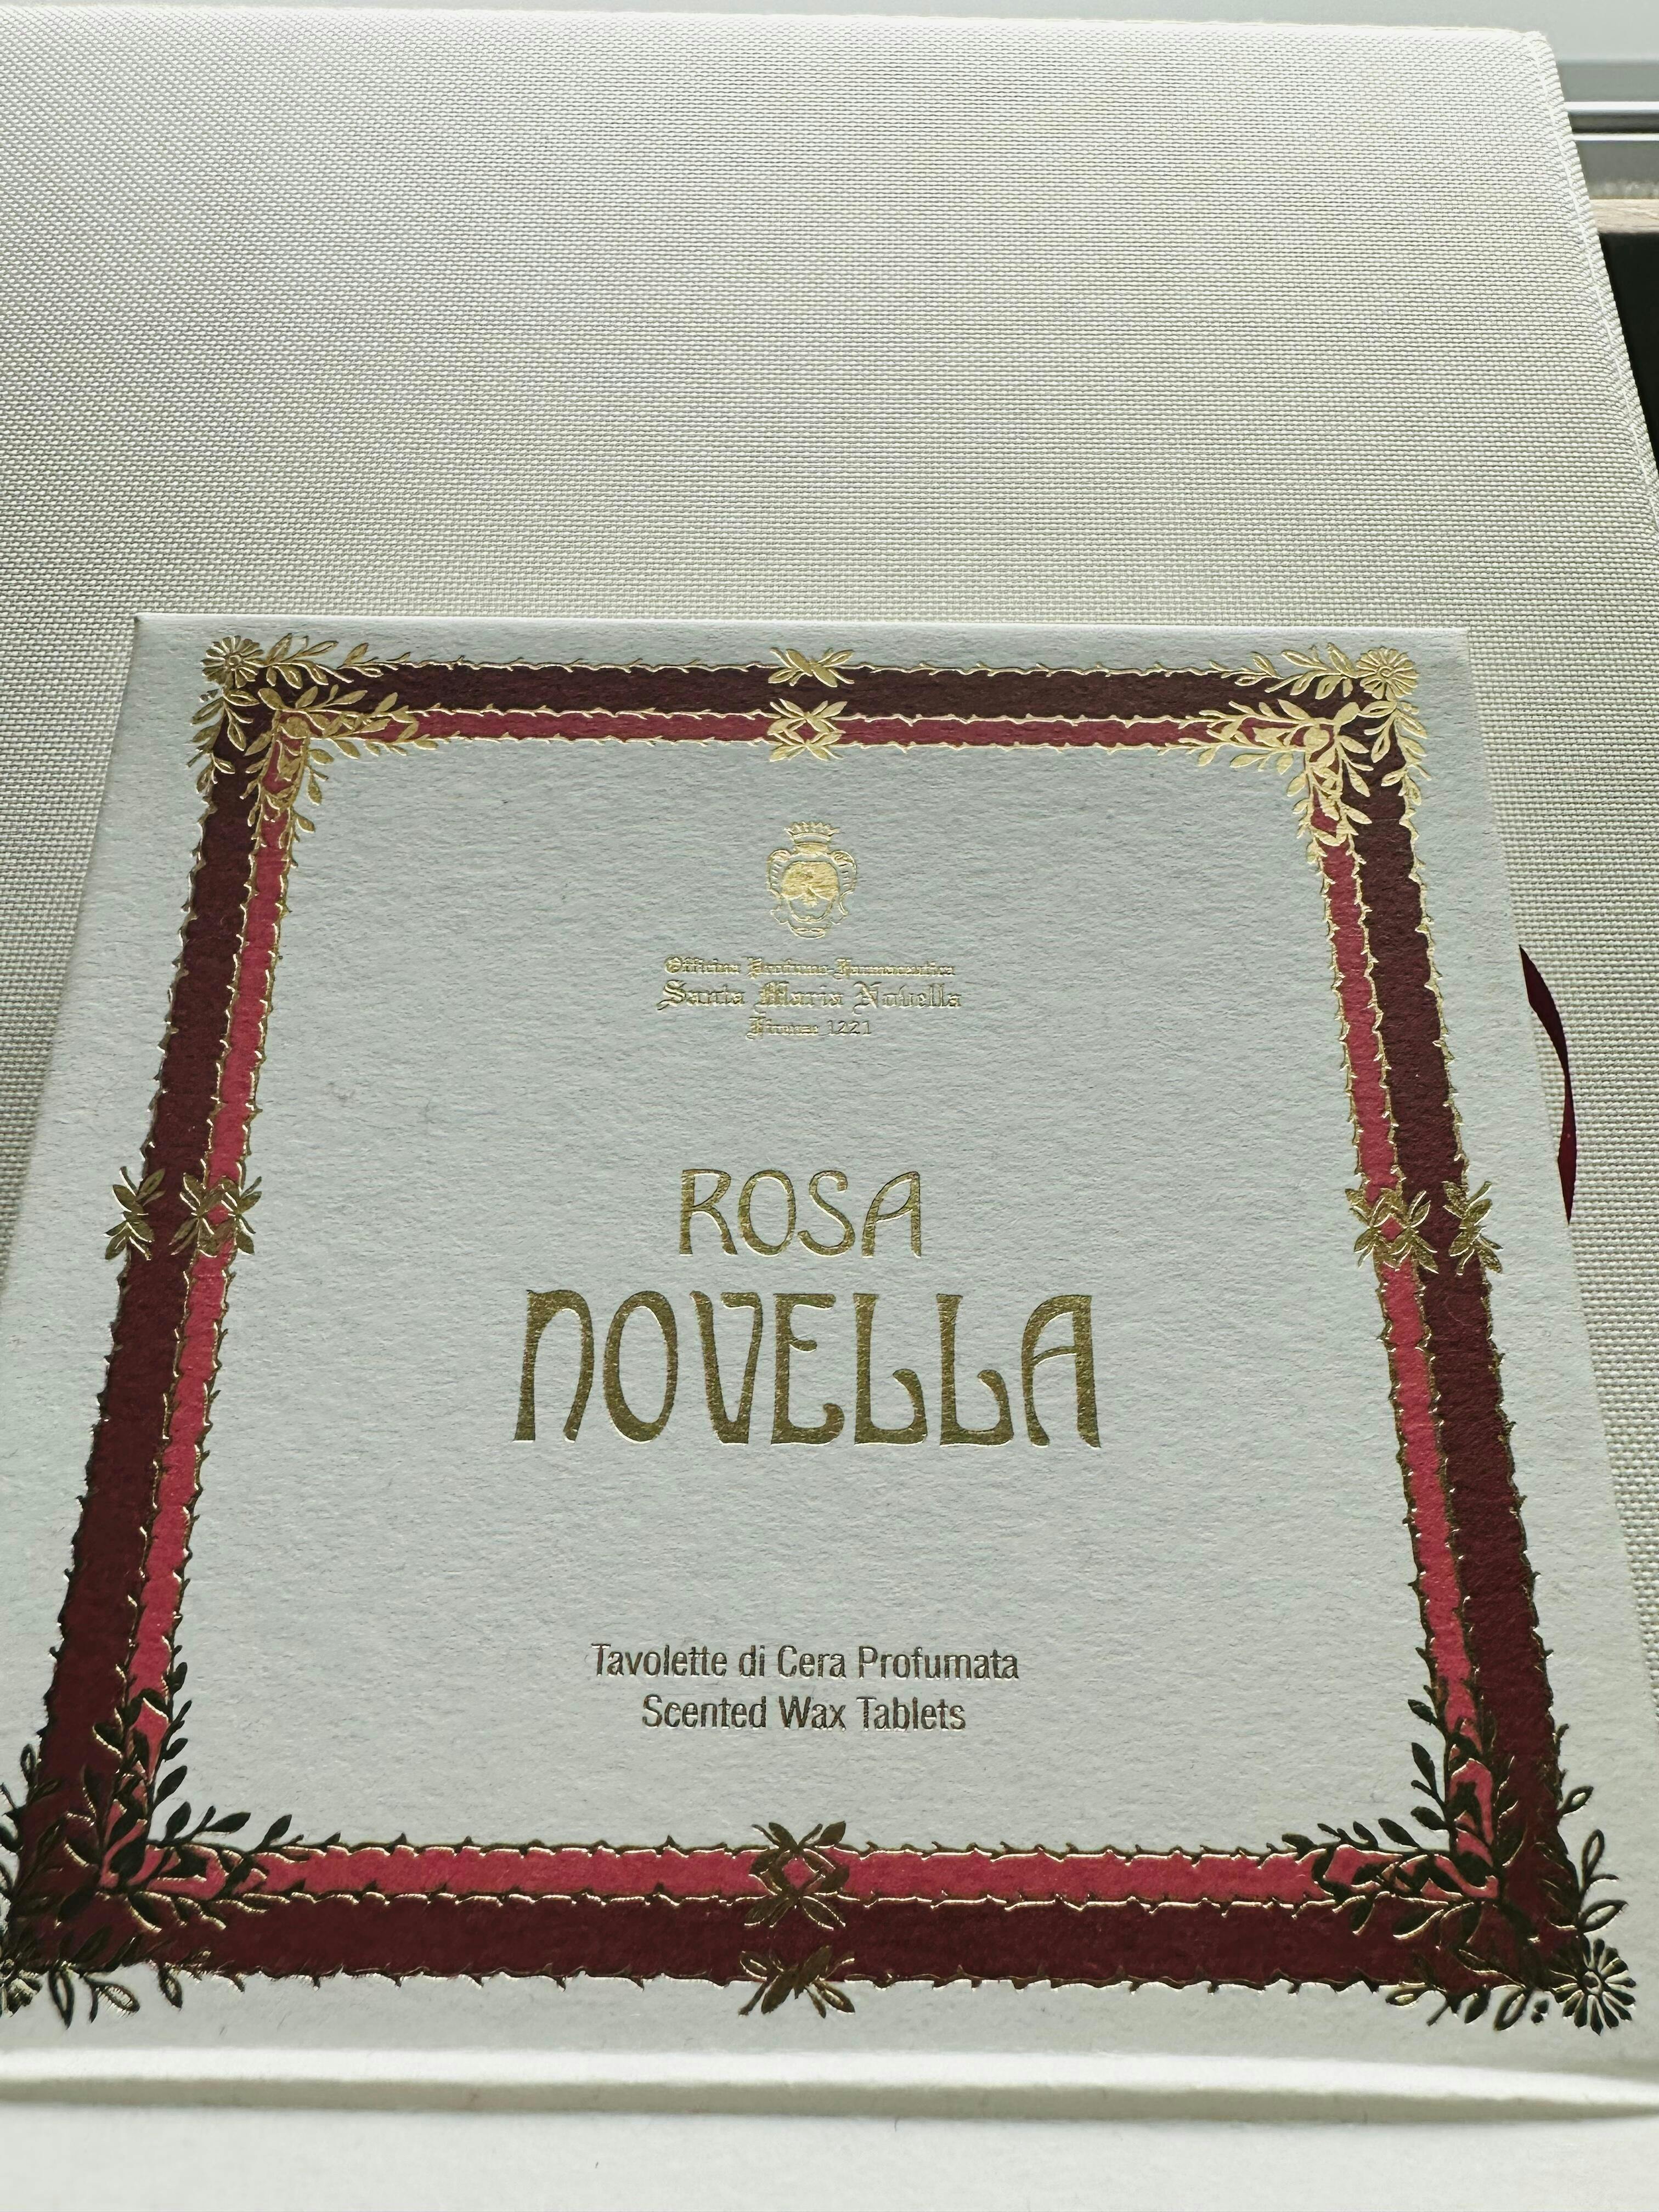 Officina Profumo-Farmaceutica
Santa Maria Novella
Firenze 1221
ROSA
NOVELLA
Tavolette di Cera Profumata
Scented Wax Tablets